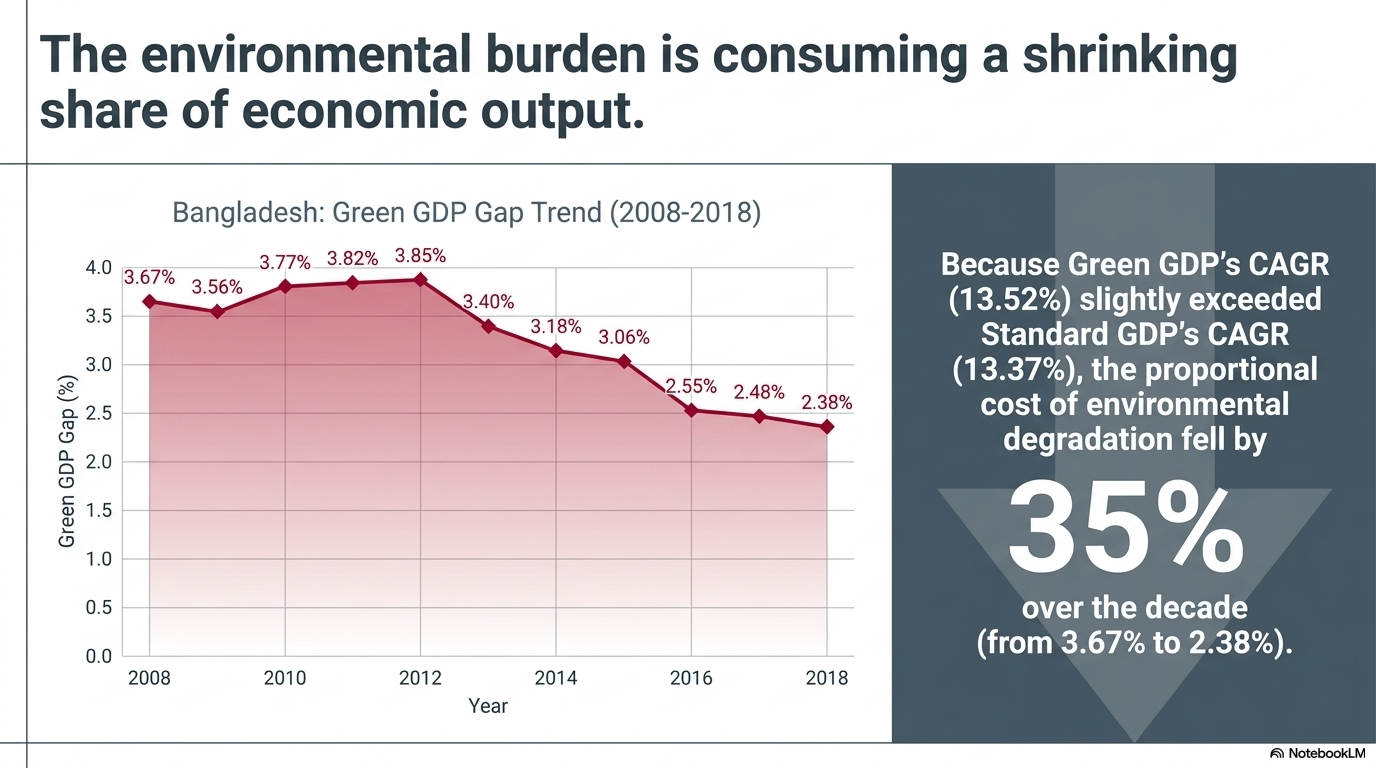 The environmental burden is consuming a shrinking
share of economic output.
Bangladesh: Green GDP Gap Trend (2008-2018)
Green GDP Gap (%)
4.0
3.5
3.0
2.5
2.0
1.5
1.0
0.5
0.0
3.67%
3.56%
3.77%
3.82%
3.85%
3.40%
3.18%
3.06%
2.55%
2.48%
2.38%
2008
2010
2012
2014
2016
2018
Year
Because Green GDP’s CAGR
(13.52%) slightly exceeded
Standard GDP’s CAGR
(13.37%), the proportional
cost of environmental
degradation fell by
35%
over the decade
(from 3.67% to 2.38%).
NotebookLM